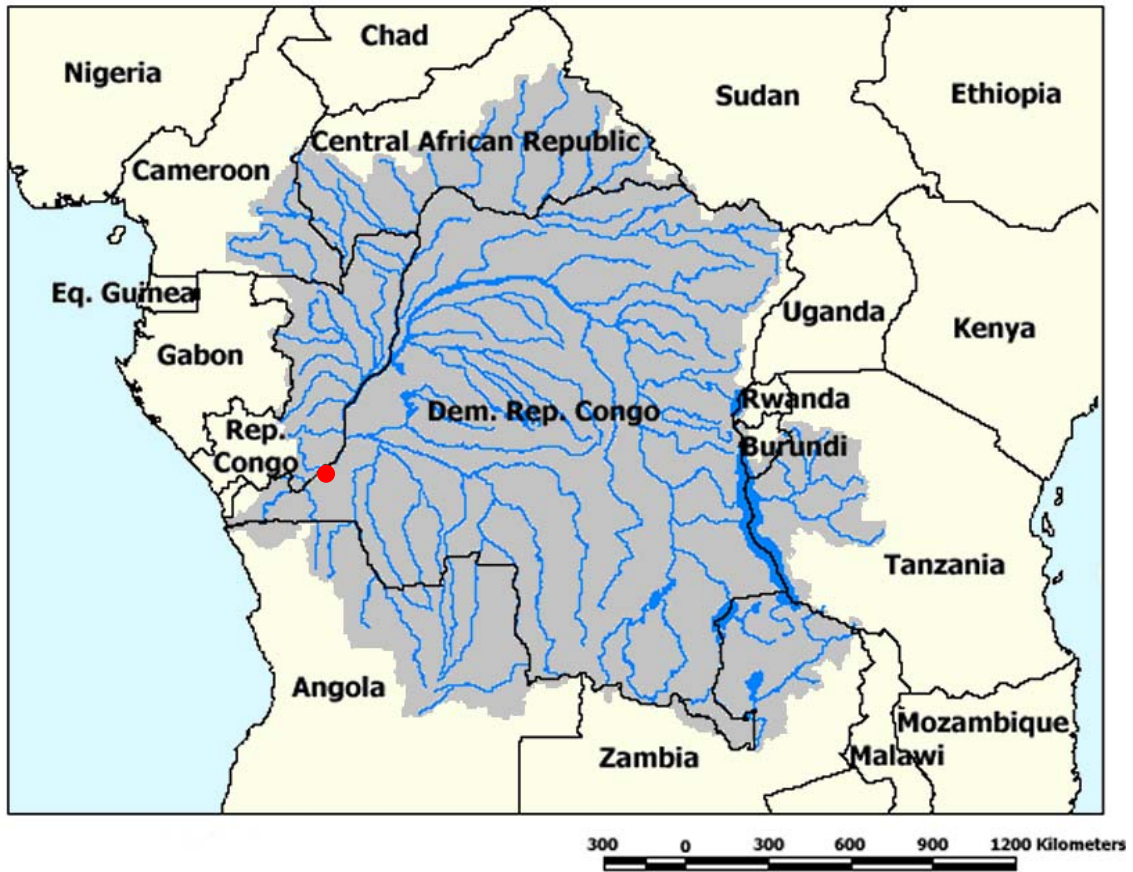 Chad
Nigeria
Sudan
Ethiopia
Central African Republic
Cameroon
Eq. Guinea
Uganda
Kenya
Gabon
Rwanda
Dem. Rep. Congo
Rep.
Congo
Burundi
Tanzania
Angola
Mozambique
Zambia
Malawi
300 0 300 600 900 1200 Kilometers